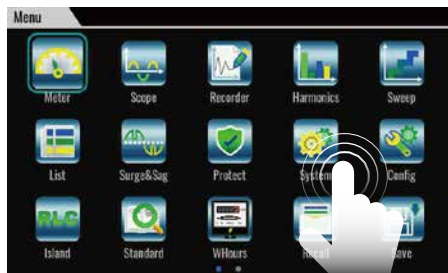 Menu
Meter Scope Recorder Harmonics Sweep
List Surge&Sag Protect System Config
RLC
Island Standard WHours Recall Save